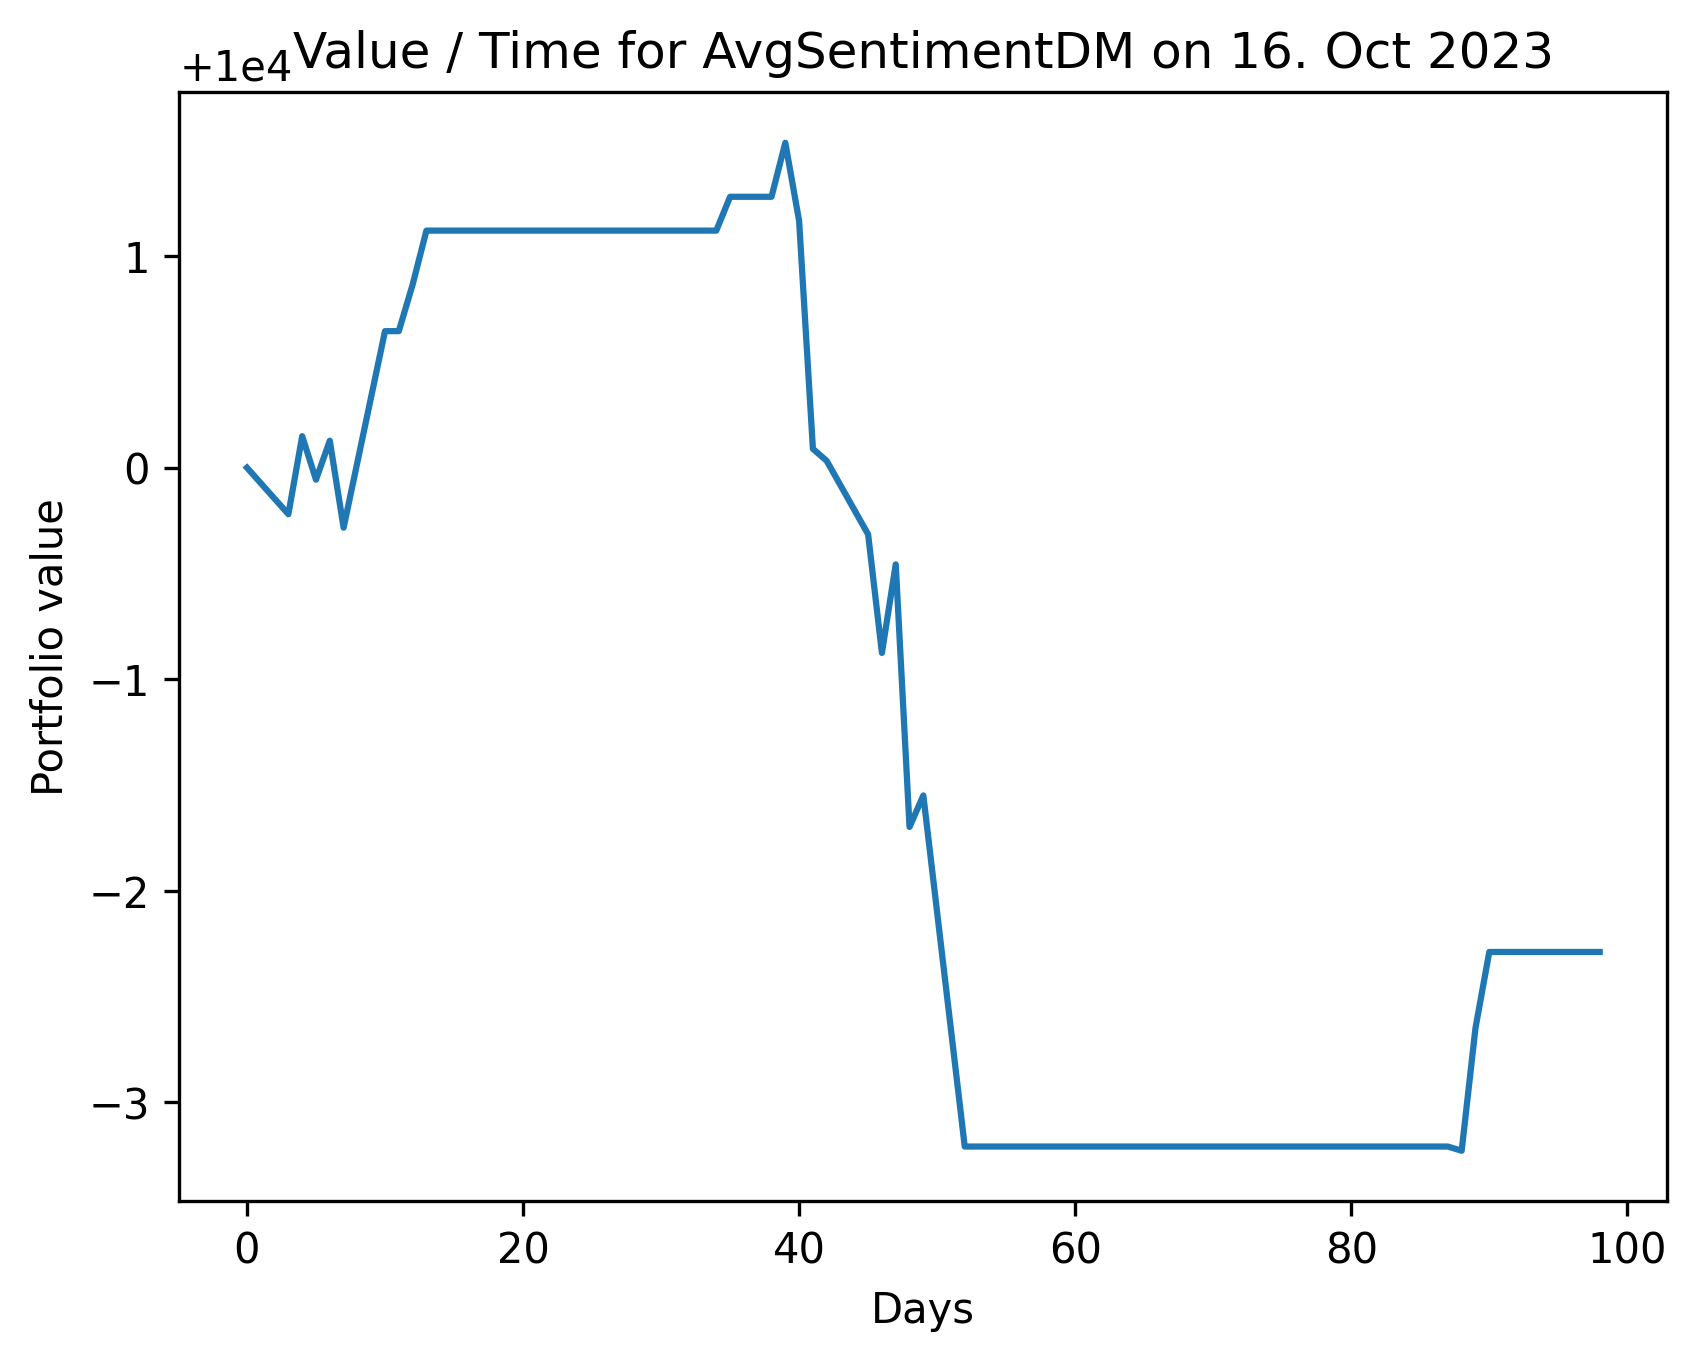 Value / Time for AvgSentimentDM on 16. Oct 2023
+1e4
1
0
−1
−2
−3
Portfolio value
0 20 40 60 80 100
Days